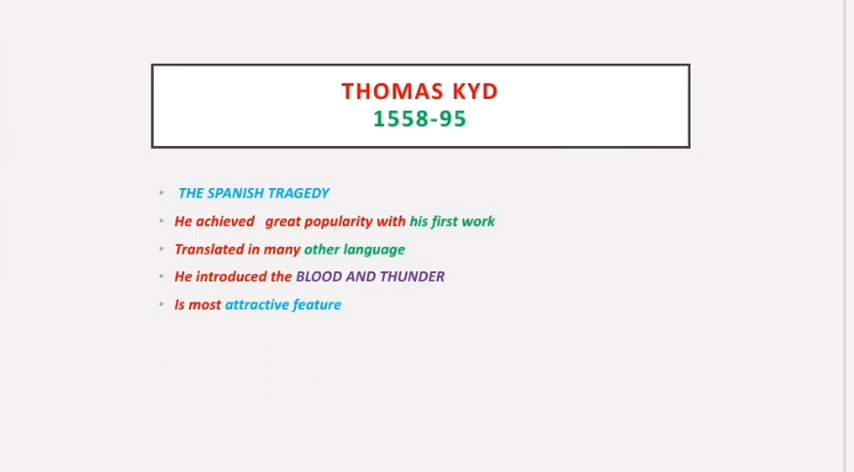 THOMAS KYD
1558-95
THE SPANISH TRAGEDY
He achieved great popularity with his first work
Translated in many other language
He introduced the BLOOD AND THUNDER
Is most attractive feature